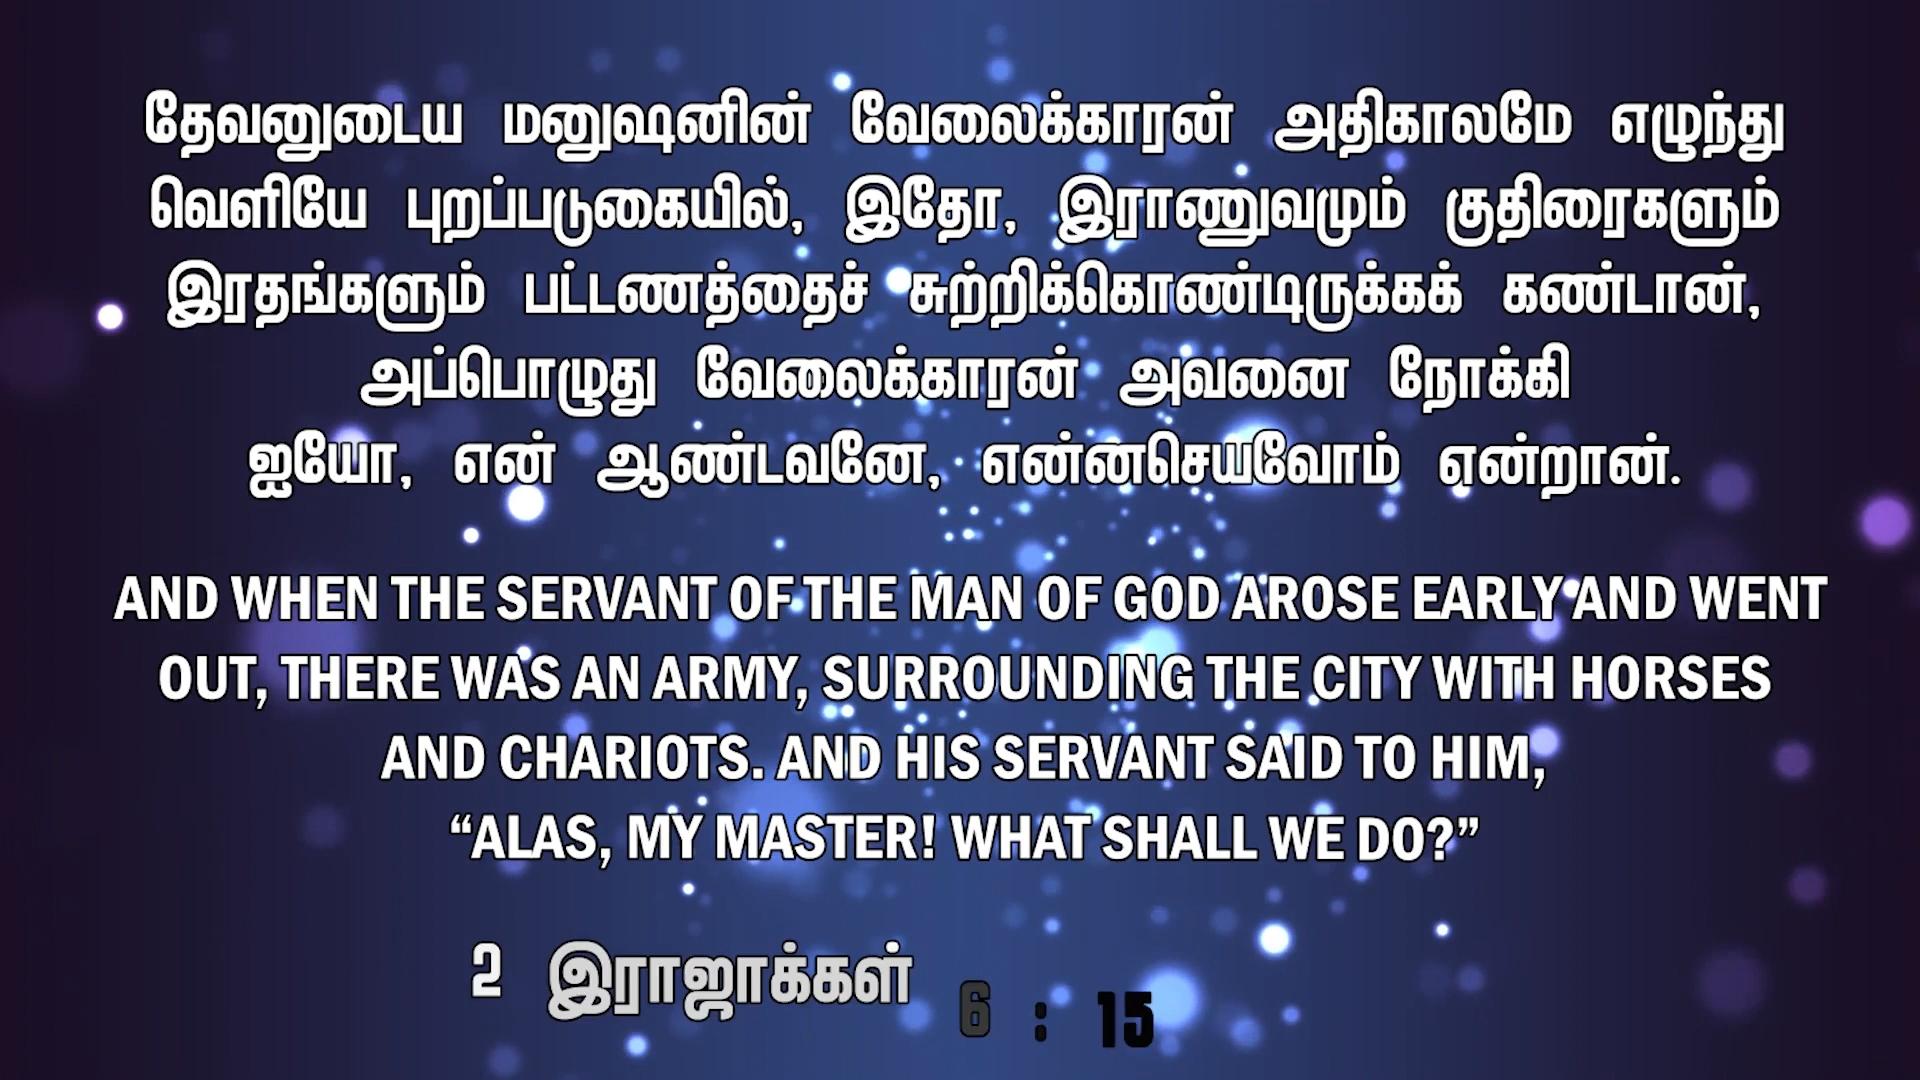 தேவனுடைய மனுஷனின் வேலைக்காரன் அதிகாலமே எழுந்து
வெளியே புறப்படுகையில், இதோ, இராணுவமும் குதிரைகளும்
இரதங்களும் பட்டணத்தைச் சுற்றிக்கொண்டிருக்கக் கண்டான்,
அப்பொழுது வேலைக்காரன் அவனை நோக்கி
ஐயோ, என் ஆண்டவனே, என்னசெய்வோம் என்றான்.
AND WHEN THE SERVANT OF THE MAN OF GOD AROSE EARLY AND WENT
OUT, THERE WAS AN ARMY, SURROUNDING THE CITY WITH HORSES
AND CHARIOTS. AND HIS SERVANT SAID TO HIM,
“ALAS, MY MASTER! WHAT SHALL WE DO?”
2 இராஜாக்கள் 6 : 15